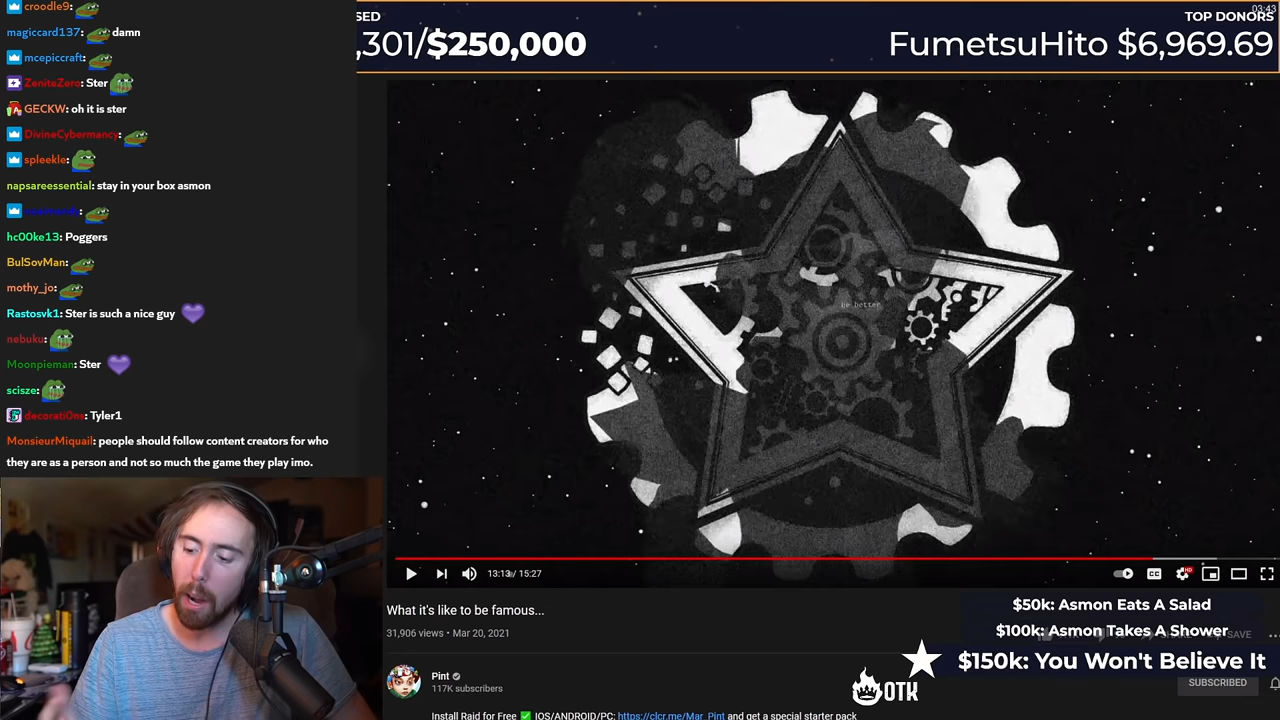 croodle9:
magiccard137: damn
mcepiccraft:
ZeniteZero: Ster
GECKW: oh it is ster
DivineCybermancy:
spleekle:
napsareessential: stay in your box asmon
hc00ke13: Poggers
BulSovMan:
mothy_jo:
Rastosvk1: Ster is such a nice guy
nebuku:
Moonpieman: Ster
scisze:
decorati0ns: Tyler1
MonsieurMiquail: people should follow content creators for who
they are as a person and not so much the game they play imo.
SED
,301/$250,000
03:43
TOP DONORS
FumetsuHito $6,969.69
be better
13:13 / 15:27
CC
HD
What it's like to be famous...
31,906 views • Mar 20, 2021
SAVE
$50k: Asmon Eats A Salad
$100k: Asmon Takes A Shower
$150k: You Won't Believe It
OTK
Pint
117K subscribers
SUBSCRIBED
Install Raid for Free ✅ IOS/ANDROID/PC: https://clcr.me/Mar_Pint and get a special starter pack